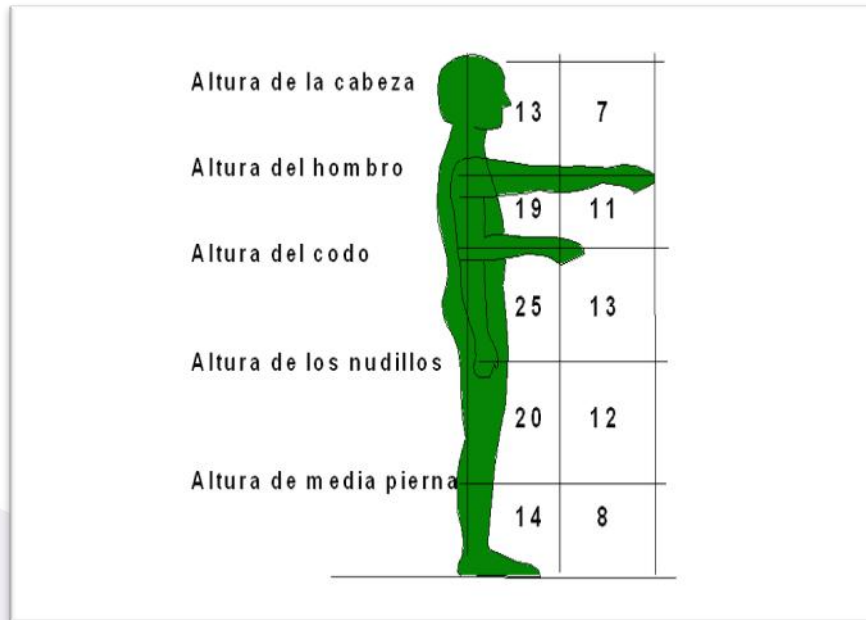 Altura de la cabeza
13 7
Altura del hombro
19 11
Altura del codo
25 13
Altura de los nudillos
20 12
Altura de media pierna
14 8